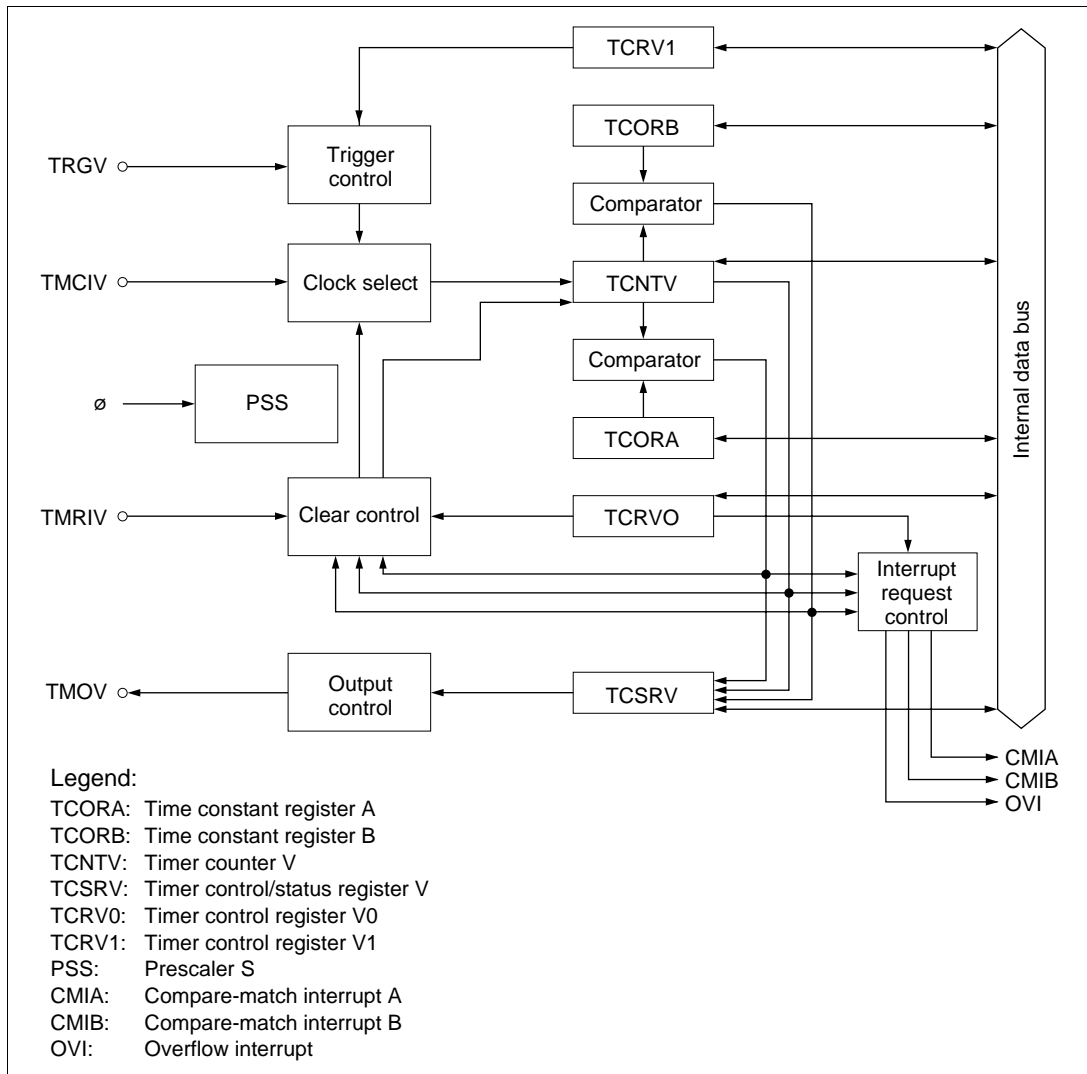 TCRV1
TCORB
TRGV
Trigger
control
Comparator
TMCIV
Clock select
TCNTV
Comparator
ø
PSS
TCORA
Internal data bus
TMRIV
Clear control
TCRVO
Interrupt
request
control
TMOV
Output
control
TCSRV
CMIA
CMIB
OVI
Legend:
TCORA: Time constant register A
TCORB: Time constant register B
TCNTV: Timer counter V
TCSRV: Timer control/status register V
TCRV0: Timer control register V0
TCRV1: Timer control register V1
PSS: Prescaler S
CMIA: Compare-match interrupt A
CMIB: Compare-match interrupt B
OVI: Overflow interrupt